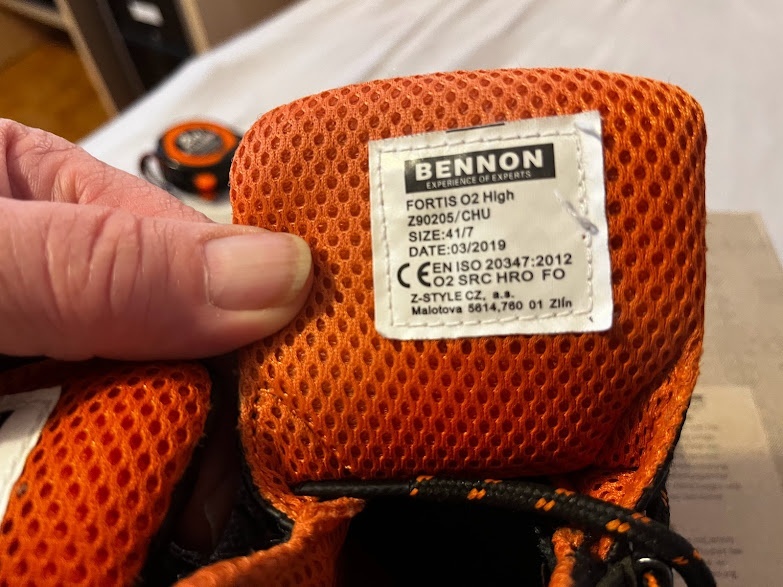 BENNON
EXPERIENCE OF EXPERTS
FORTIS O2 High
Z90205/CHU
SIZE:41/7
DATE:03/2019
CE EN ISO 20347:2012
O2 SRC HRO FO
Z-STYLE CZ, a.a.
Malotova 5614,760 01 Zlín